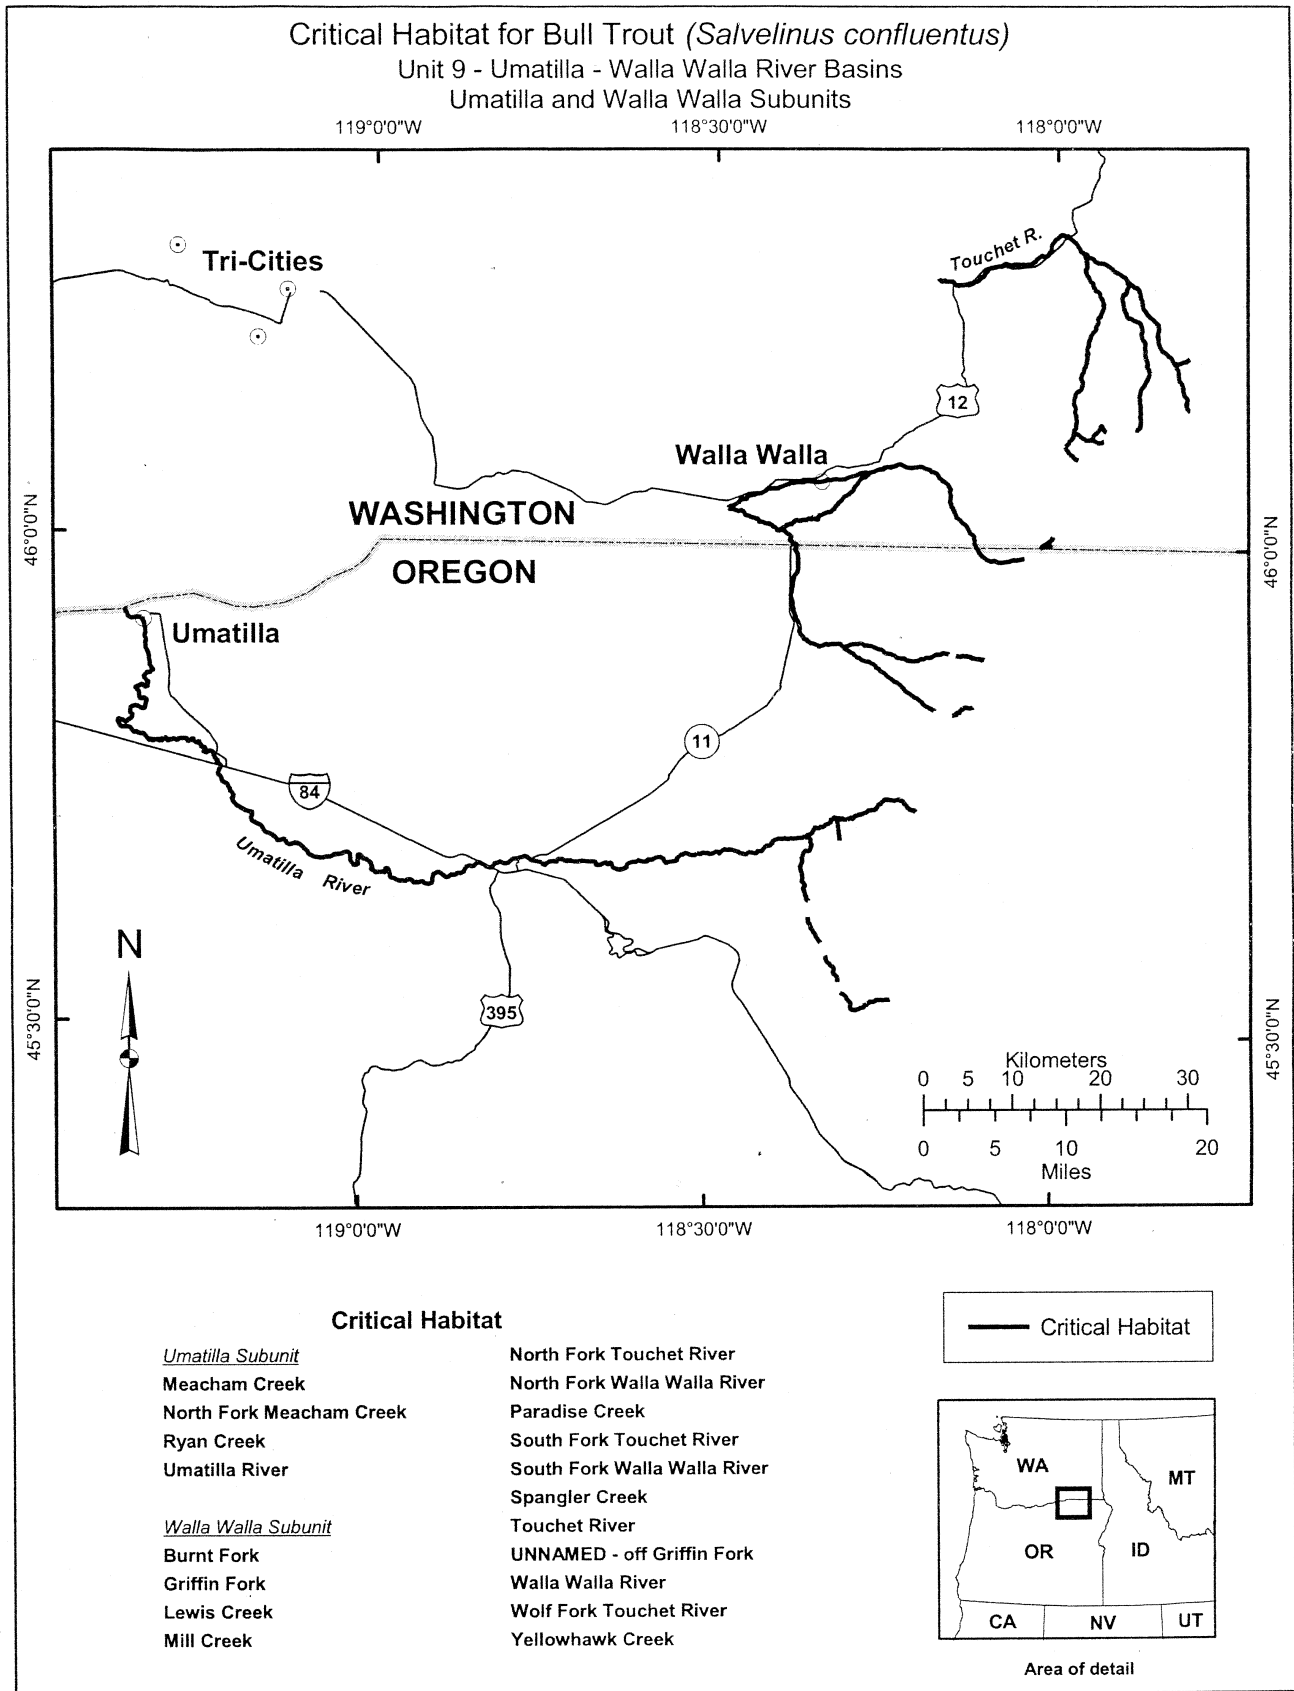 Critical Habitat for Bull Trout (Salvelinus confluentus)
Unit 9 - Umatilla - Walla Walla River Basins
Umatilla and Walla Walla Subunits
119°0'0"W
118°30'0"W
118°0'0"W
Tri-Cities
Touchet R.
12
Walla Walla
WASHINGTON
OREGON
46°0'0"N
46°0'0"N
Umatilla
11
84
Umatilla River
N
395
45°30'0"N
45°30'0"N
Kilometers
0 5 10 20 30
0 5 10 20
Miles
119°0'0"W
118°30'0"W
118°0'0"W
Critical Habitat
Umatilla Subunit
Meacham Creek
North Fork Meacham Creek
Ryan Creek
Umatilla River
Walla Walla Subunit
Burnt Fork
Griffin Fork
Lewis Creek
Mill Creek
North Fork Touchet River
North Fork Walla Walla River
Paradise Creek
South Fork Touchet River
South Fork Walla Walla River
Spangler Creek
Touchet River
UNNAMED - off Griffin Fork
Walla Walla River
Wolf Fork Touchet River
Yellowhawk Creek
Critical Habitat
WA
MT
OR
ID
CA
NV
UT
Area of detail